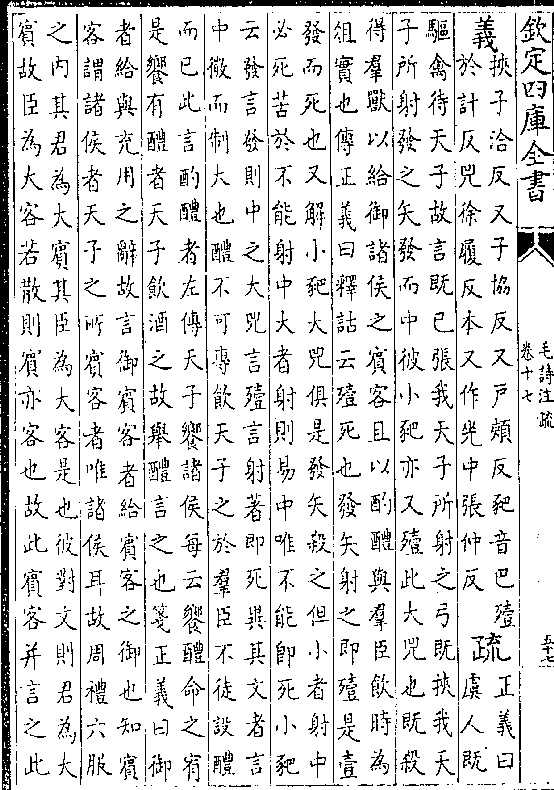 欽定四庫全書
毛詩注疏
卷十七
五十七
義
挾子洽反又子協反又戶頰反豝音巴殪
於計反兕徐履反本又作光中張仲反
疏
正義曰
虞人既
驅禽待天子故言既已張我天子所射之弓既挾我天
子所射發之矢發而中彼小豝亦又殪此大兕也既殺
得羣獸以給御諸侯之賓客且以酌醴與羣臣飲時為
俎實也傳正義曰釋詁云殪死也發矢射之即殪是壹
發而死也又解小豝大兕俱是發矢殺之但小者射中
必死苦於不能射中大者射則易中唯不能即死小豝
云發言發則中之大兕言殪言射著即死異其文者言
中微而制大也醴不可專飲天子之於羣臣不徒設醴
而已此言酌醴者左傳天子饗諸侯每云饗醴命之宥
是饗有醴者天子飲酒之故舉醴言之也箋正義曰御
者給與充用之辭故言御賓客者給賓客之御也知賓
客謂諸侯者天子之所賓客者唯諸侯耳故周禮六服
之內其君為大賓其臣為大客是也彼對文則君為大
賓故臣為大客若散則賓亦客也故此賓客并言之此